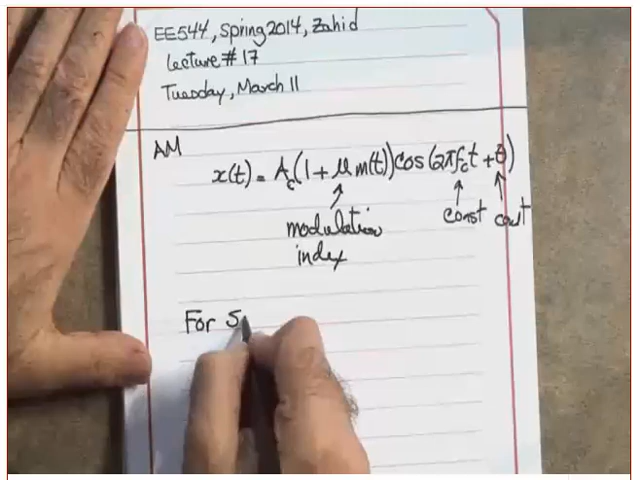 EE544, Spring 2014, Zahid
Lecture # 17
Tuesday, March 11
AM
x(t) = A_c(1 + μ m(t)) cos(2πf_c t + θ)
modulation
index
const const
For S